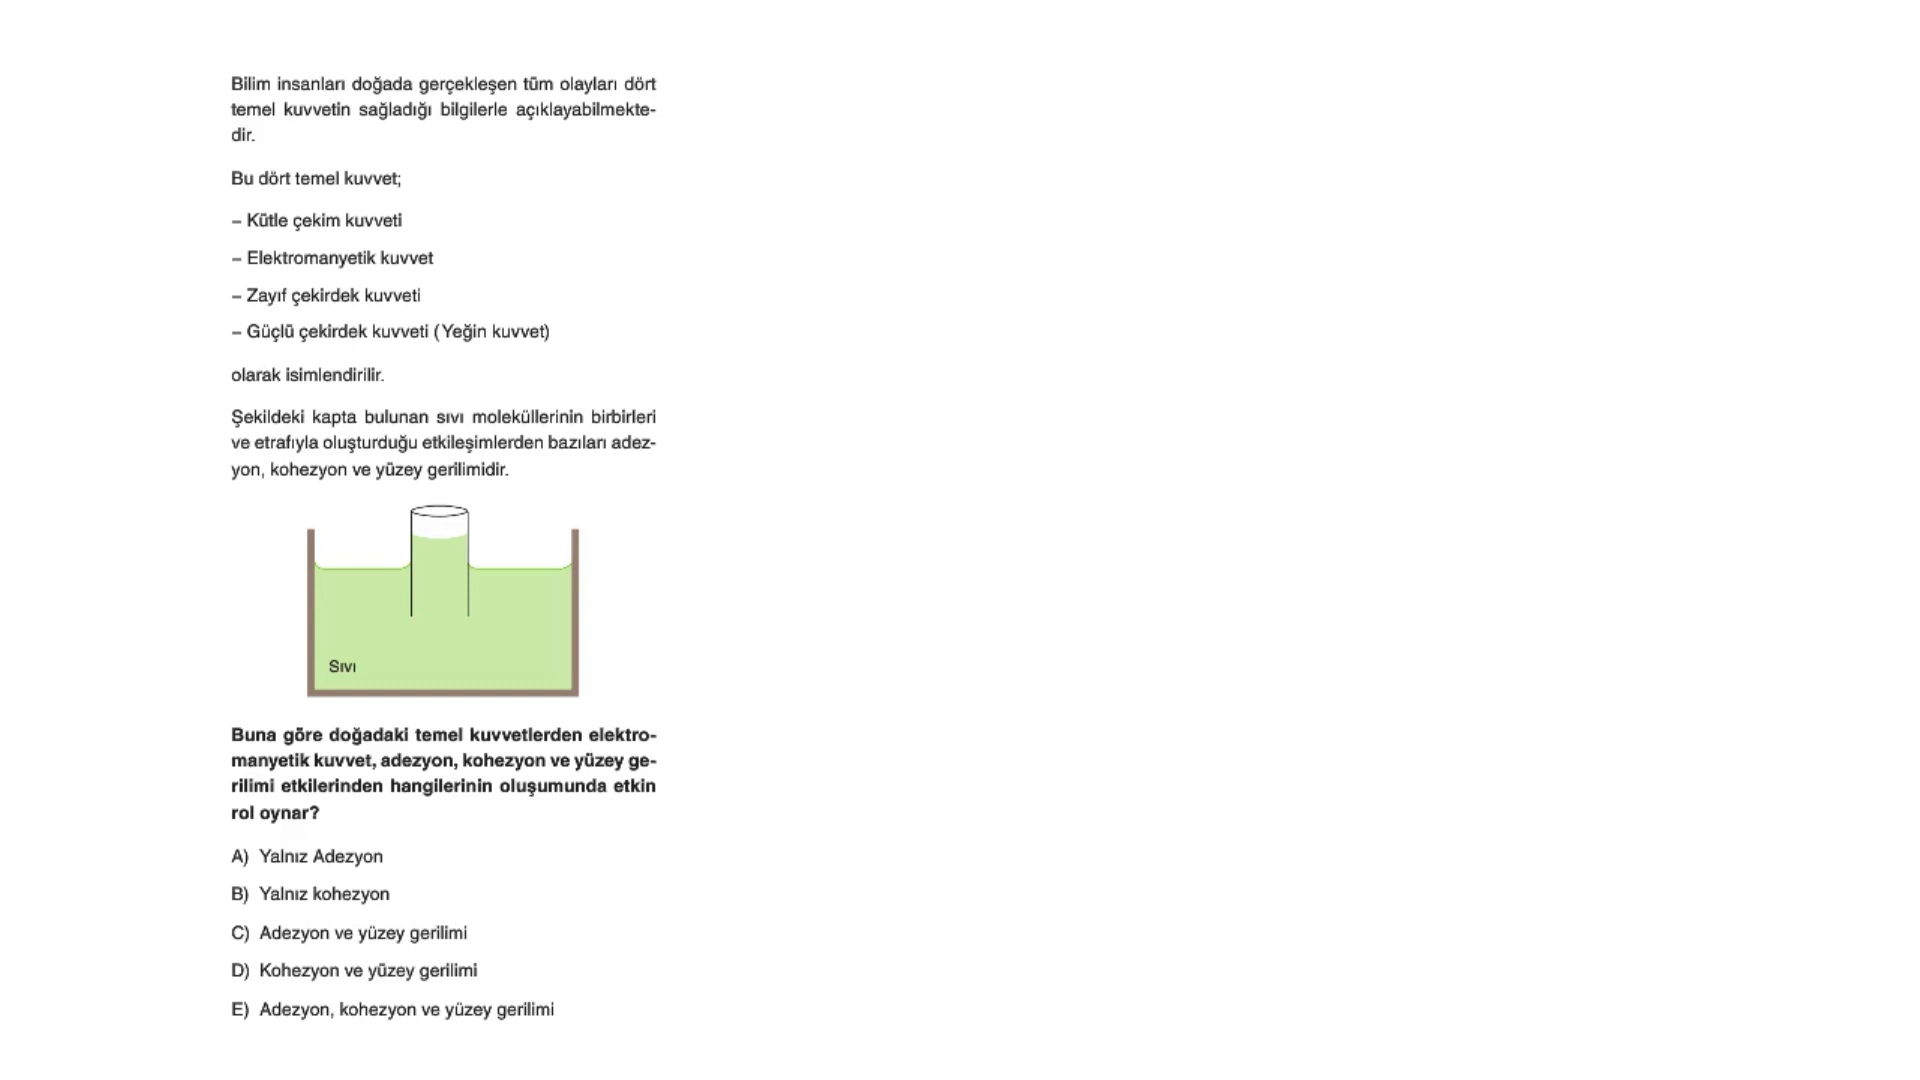 Bilim insanları doğada gerçekleşen tüm olayları dört
temel kuvvetin sağladığı bilgilerle açıklayabilmekte-
dir.
Bu dört temel kuvvet;
– Kütle çekim kuvveti
– Elektromanyetik kuvvet
– Zayıf çekirdek kuvveti
– Güçlü çekirdek kuvveti (Yeğin kuvvet)
olarak isimlendirilir.
Şekildeki kapta bulunan sıvı moleküllerinin birbirleri
ve etrafıyla oluşturduğu etkileşimlerden bazıları adez-
yon, kohezyon ve yüzey gerilimidir.
Sıvı
Buna göre doğadaki temel kuvvetlerden elektro-
manyetik kuvvet, adezyon, kohezyon ve yüzey ge-
rilimi etkilerinden hangilerinin oluşumunda etkin
rol oynar?
A) Yalnız Adezyon
B) Yalnız kohezyon
C) Adezyon ve yüzey gerilimi
D) Kohezyon ve yüzey gerilimi
E) Adezyon, kohezyon ve yüzey gerilimi